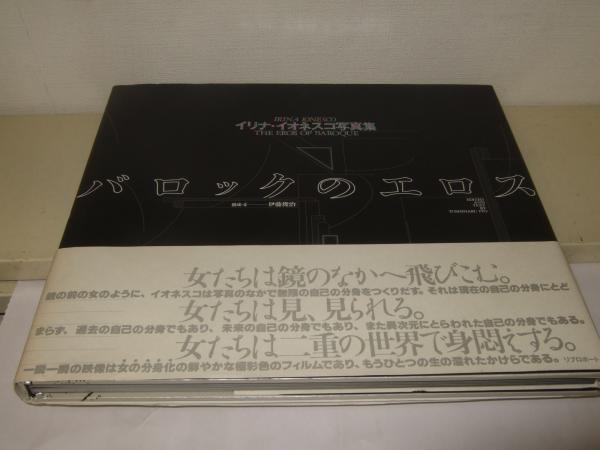 IRINA IONESCO
イリナ・イオネスコ写真集
THE EROS OF BAROQUE
バロックのエロス
構成・文 伊藤俊治
EDITED
AND
TEXT
BY
TOSHIHARU ITO
女たちは鏡のなかへ飛びこむ。
鏡の前の女のように、イオネスコは写真のなかで無限の自己の分身をつくりだす。それは現在の自己の分身にとど
女たちは見、見られる。
まらず、過去の自己の分身でもあり、未来の自己の分身でもあり、また異次元にとらわれた自己の分身でもある。
女たちは二重の世界で身悶えする。
一瞬一瞬の映像は女の分身化の鮮やかな極彩色のフィルムであり、もうひとつの生の濡れたかけらである。 リブロポート